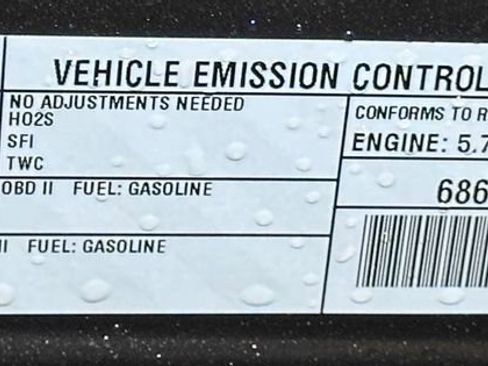 VEHICLE EMISSION CONTROL
NO ADJUSTMENTS NEEDED
HO2S
SFI
TWC
OBD II FUEL: GASOLINE
II FUEL: GASOLINE
CONFORMS TO R
ENGINE: 5.7
686